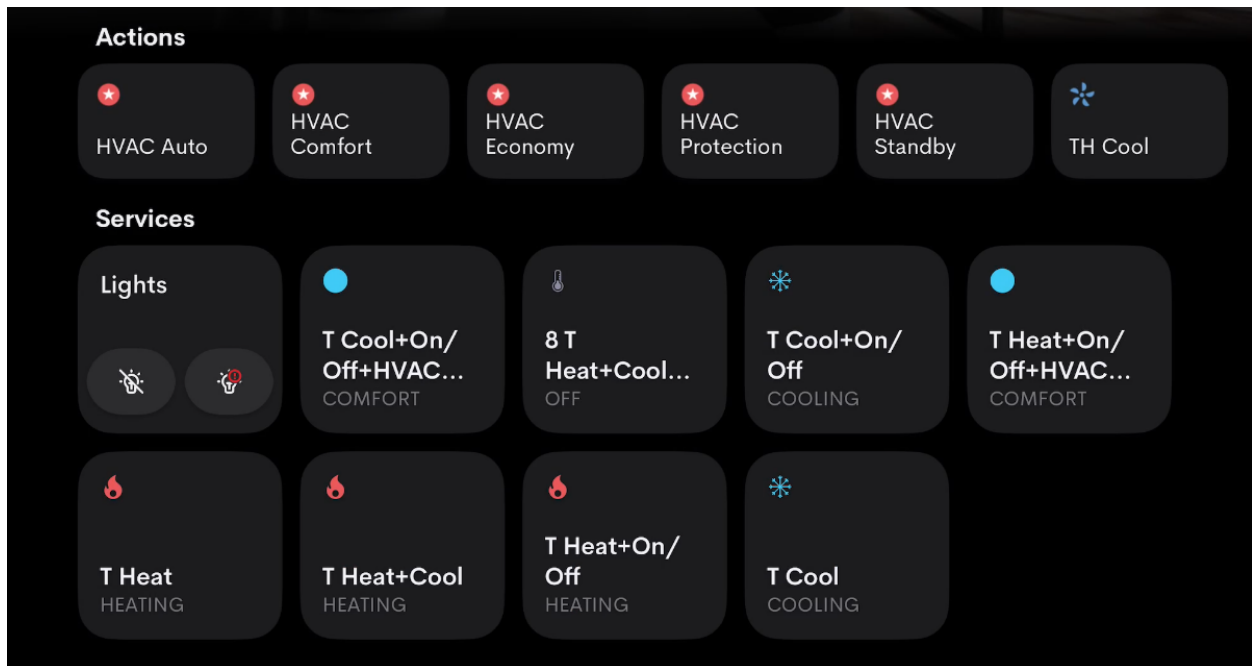 Actions
HVAC Auto
HVAC
Comfort
HVAC
Economy
HVAC
Protection
HVAC
Standby
TH Cool
Services
Lights
T Cool+On/
Off+HVAC...
COMFORT
8 T
Heat+Cool...
OFF
T Cool+On/
Off
COOLING
T Heat+On/
Off+HVAC...
COMFORT
T Heat
HEATING
T Heat+Cool
HEATING
T Heat+On/
Off
HEATING
T Cool
COOLING